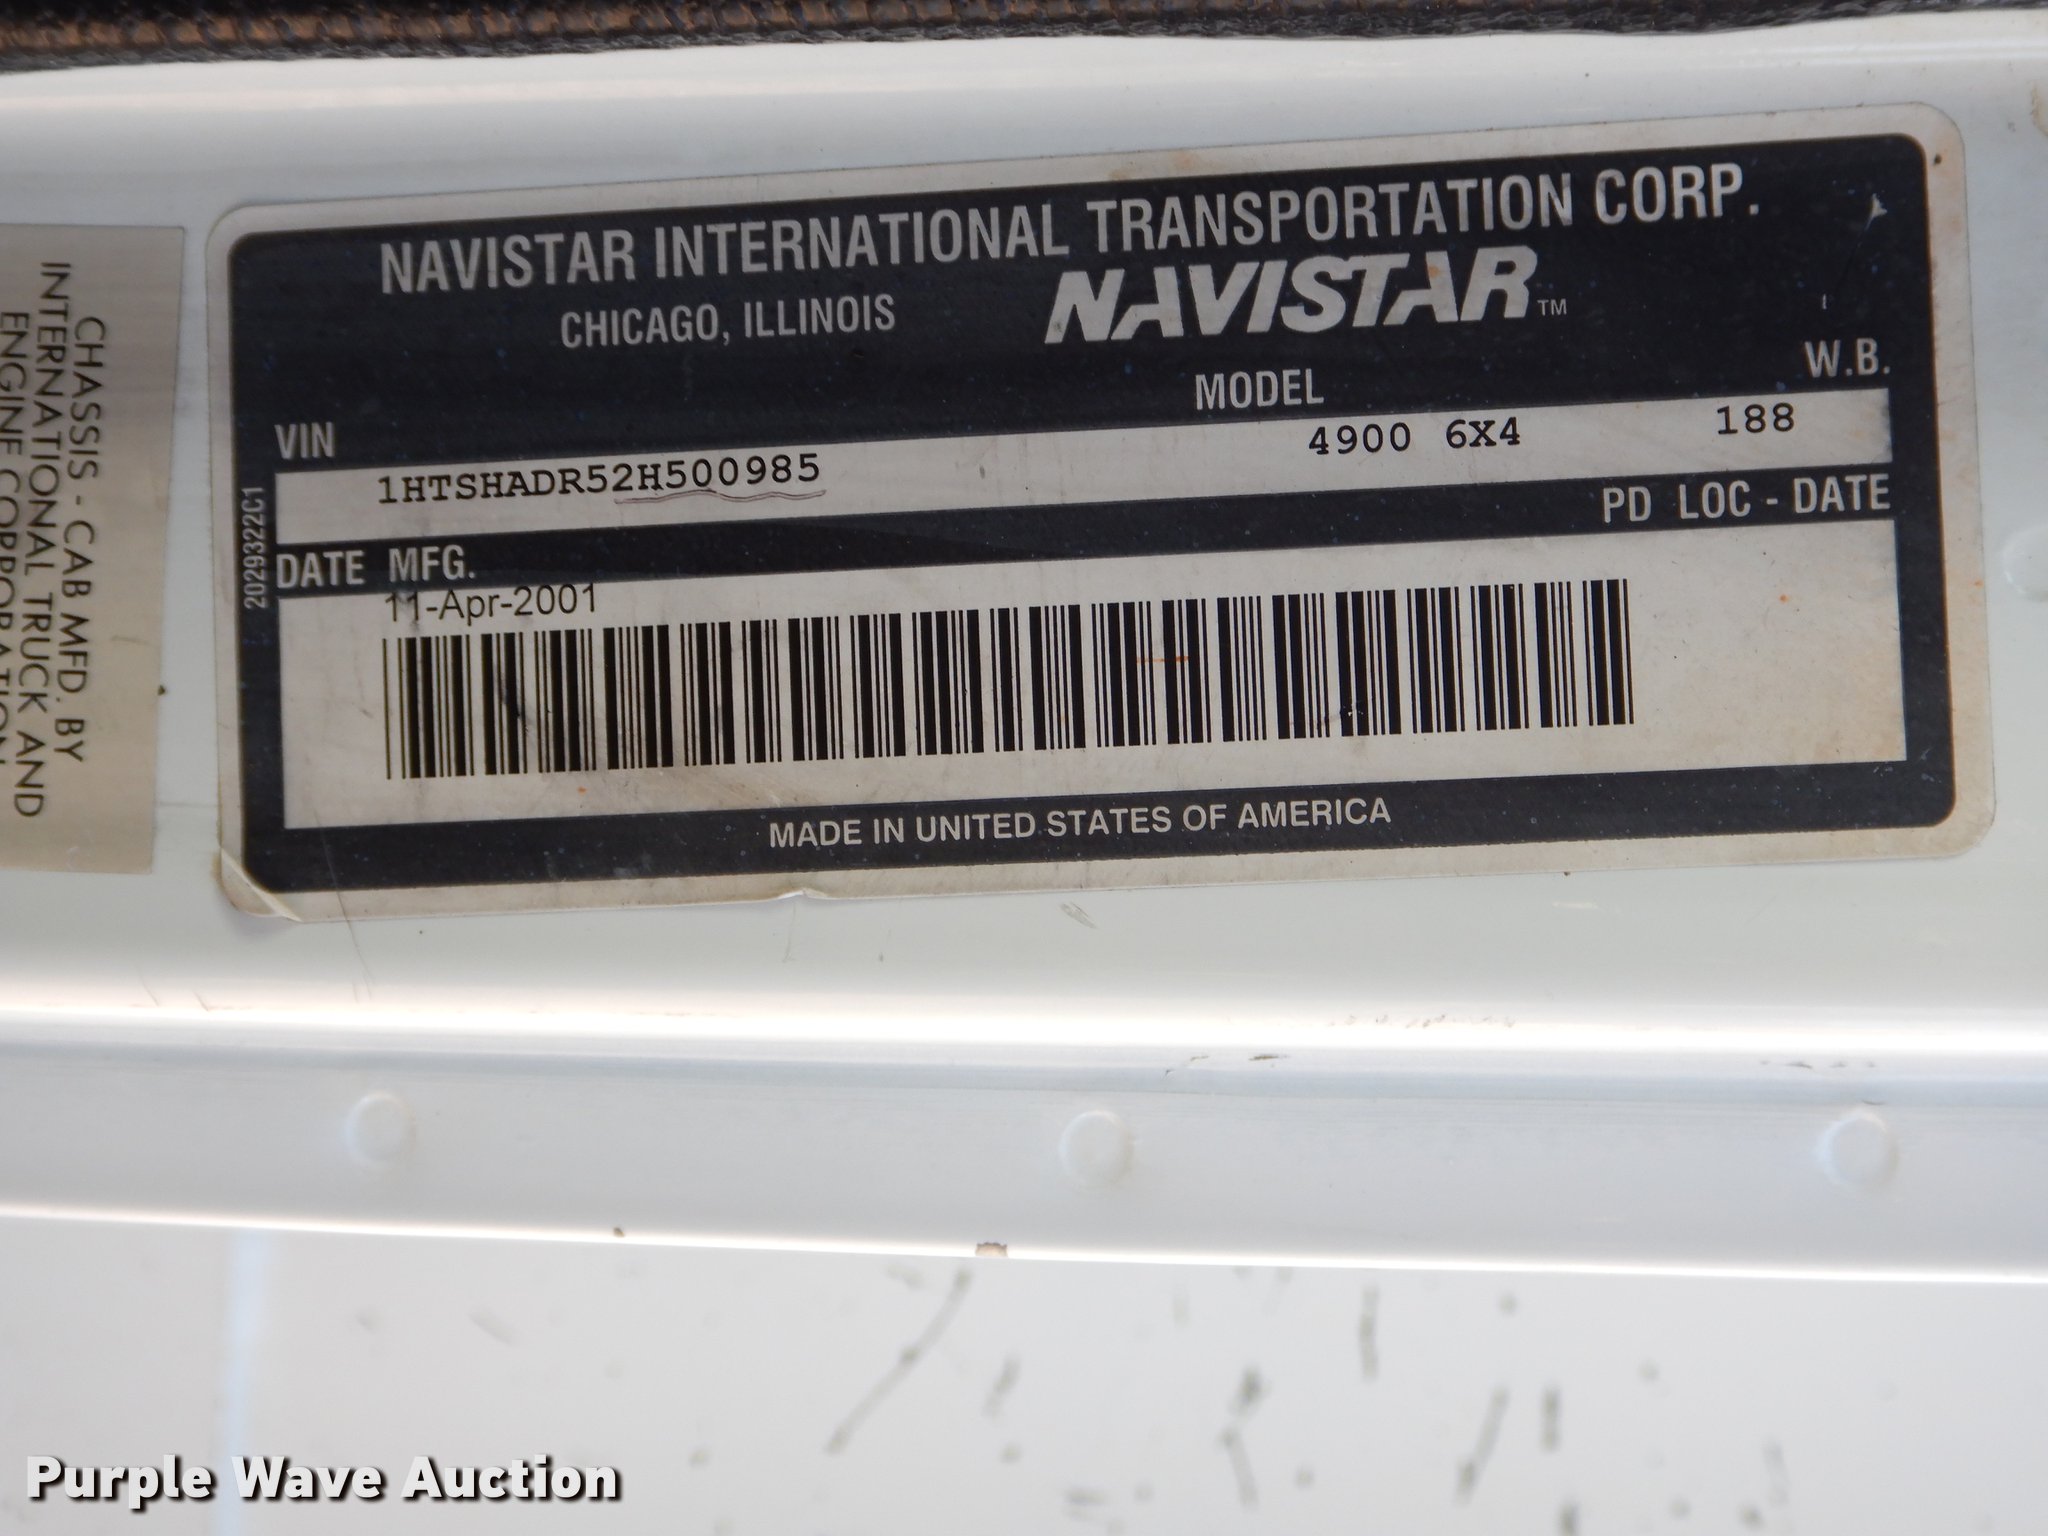 NAVISTAR INTERNATIONAL TRANSPORTATION CORP.
CHICAGO, ILLINOIS
NAVISTAR™
VIN
MODEL
W.B.
1HTSHADR52H500985
4900 6X4
188
DATE MFG.
PD LOC - DATE
11-Apr-2001
MADE IN UNITED STATES OF AMERICA
2029322C1
CHASSIS - CAB MFD. BY
INTERNATIONAL TRUCK AND
ENGINE CORPORATION
Purple Wave Auction